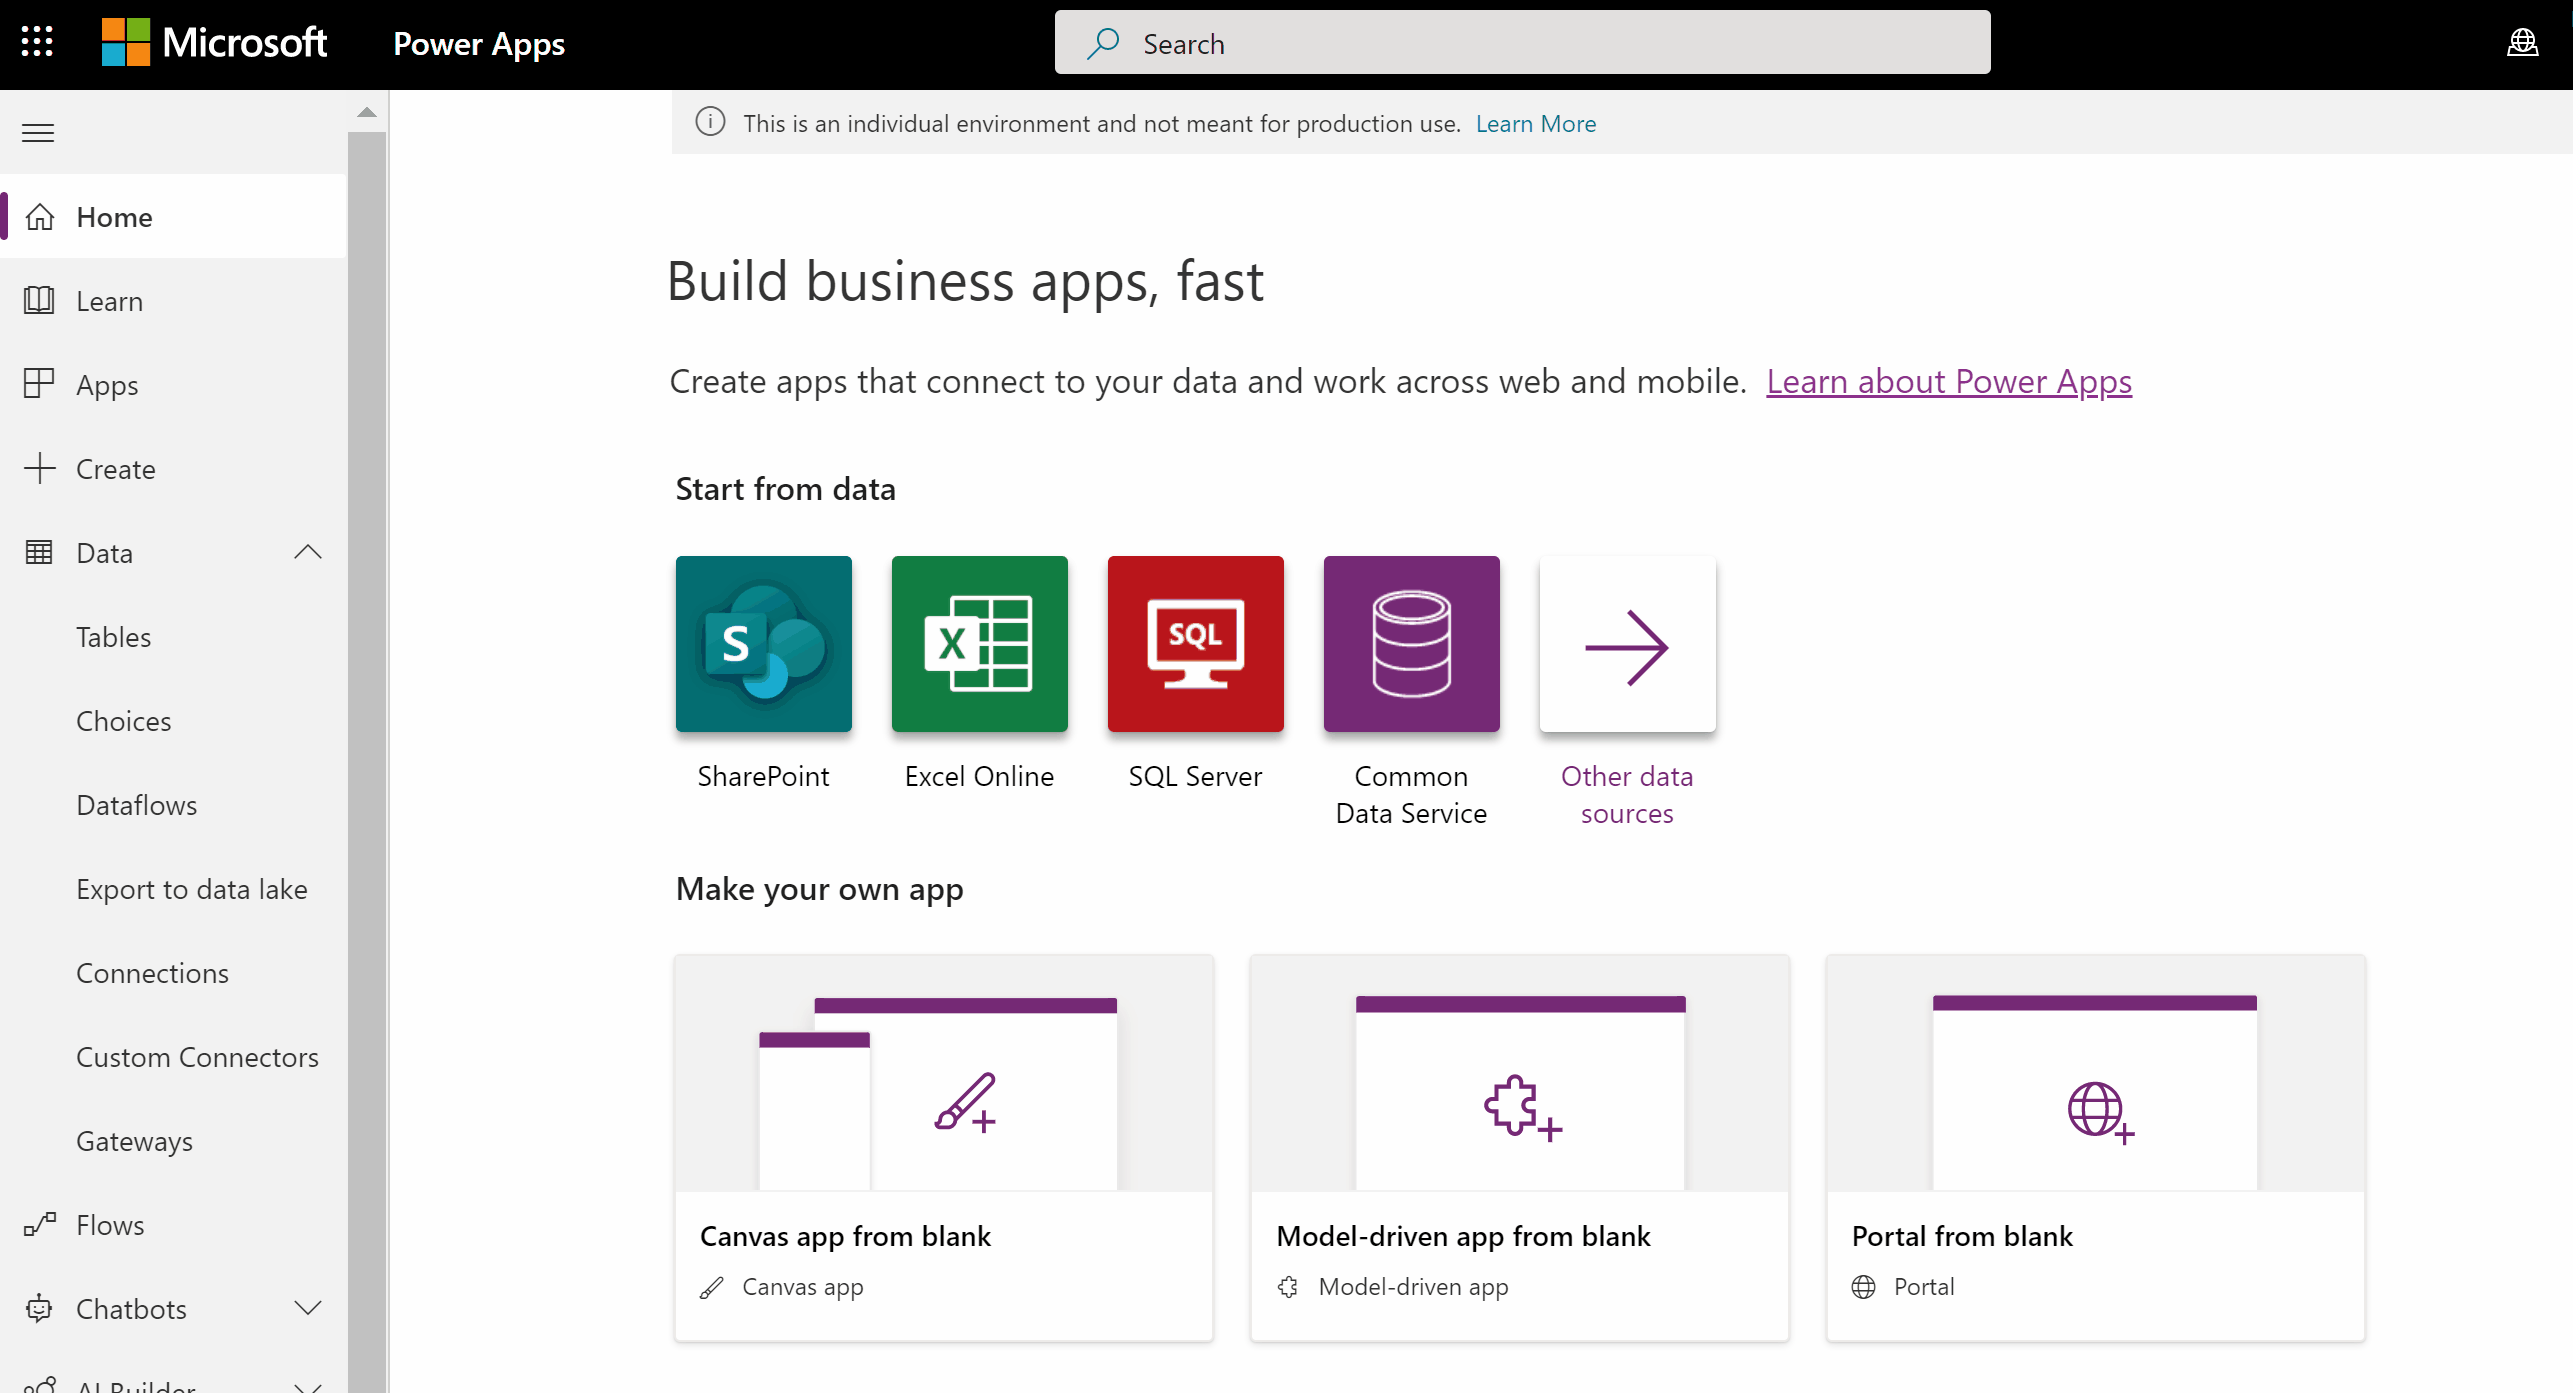 Microsoft
Power Apps
Search
This is an individual environment and not meant for production use. Learn More
Home
Learn
Apps
Create
Data
Tables
Choices
Dataflows
Export to data lake
Connections
Custom Connectors
Gateways
Flows
Chatbots
AI Builder
Build business apps, fast
Create apps that connect to your data and work across web and mobile. Learn about Power Apps
Start from data
S
X
SQL
SharePoint
Excel Online
SQL Server
Common
Data Service
Other data
sources
Make your own app
Canvas app from blank
Canvas app
Model-driven app from blank
Model-driven app
Portal from blank
Portal